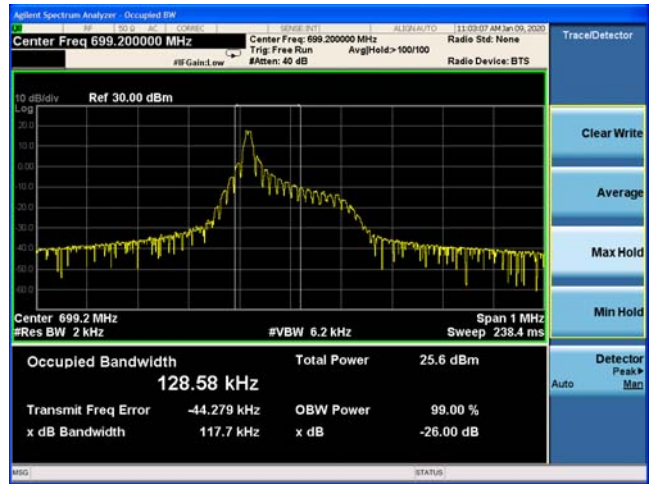 Agilent Spectrum Analyzer - Occupied BW
RF 50 Ω AC CORREC SENSE:INT ALIGN AUTO 11:03:07 AM Jan 09, 2020
Center Freq 699.200000 MHz
Center Freq: 699.200000 MHz
Radio Std: None
Trig: Free Run Avg|Hold:> 100/100
#IFGain:Low #Atten: 40 dB Radio Device: BTS
10 dB/div Ref 30.00 dBm
Log
20.0
10.0
0.00
-10.0
-20.0
-30.0
-40.0
-50.0
-60.0
Center 699.2 MHz Span 1 MHz
#Res BW 2 kHz #VBW 6.2 kHz Sweep 238.4 ms
Occupied Bandwidth Total Power 25.6 dBm
128.58 kHz
Transmit Freq Error -44.279 kHz OBW Power 99.00 %
x dB Bandwidth 117.7 kHz x dB -26.00 dB
MSG STATUS
Trace/Detector
Clear Write
Average
Max Hold
Min Hold
Detector
Peak▶
Auto Man